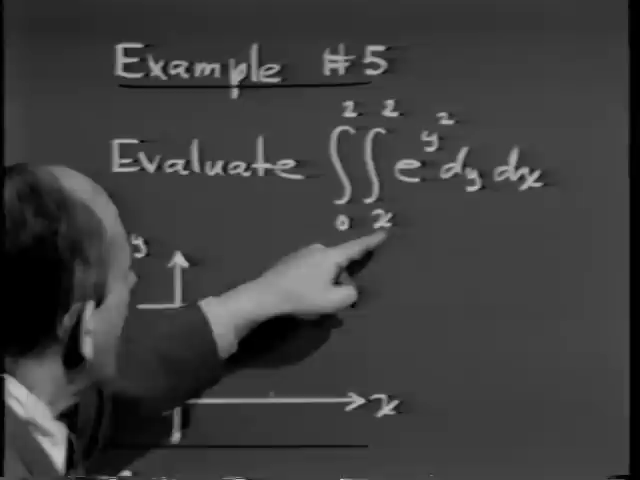 Example #5
Evaluate ∫₀² ∫ₓ² e^{y²} dy dx
y
x